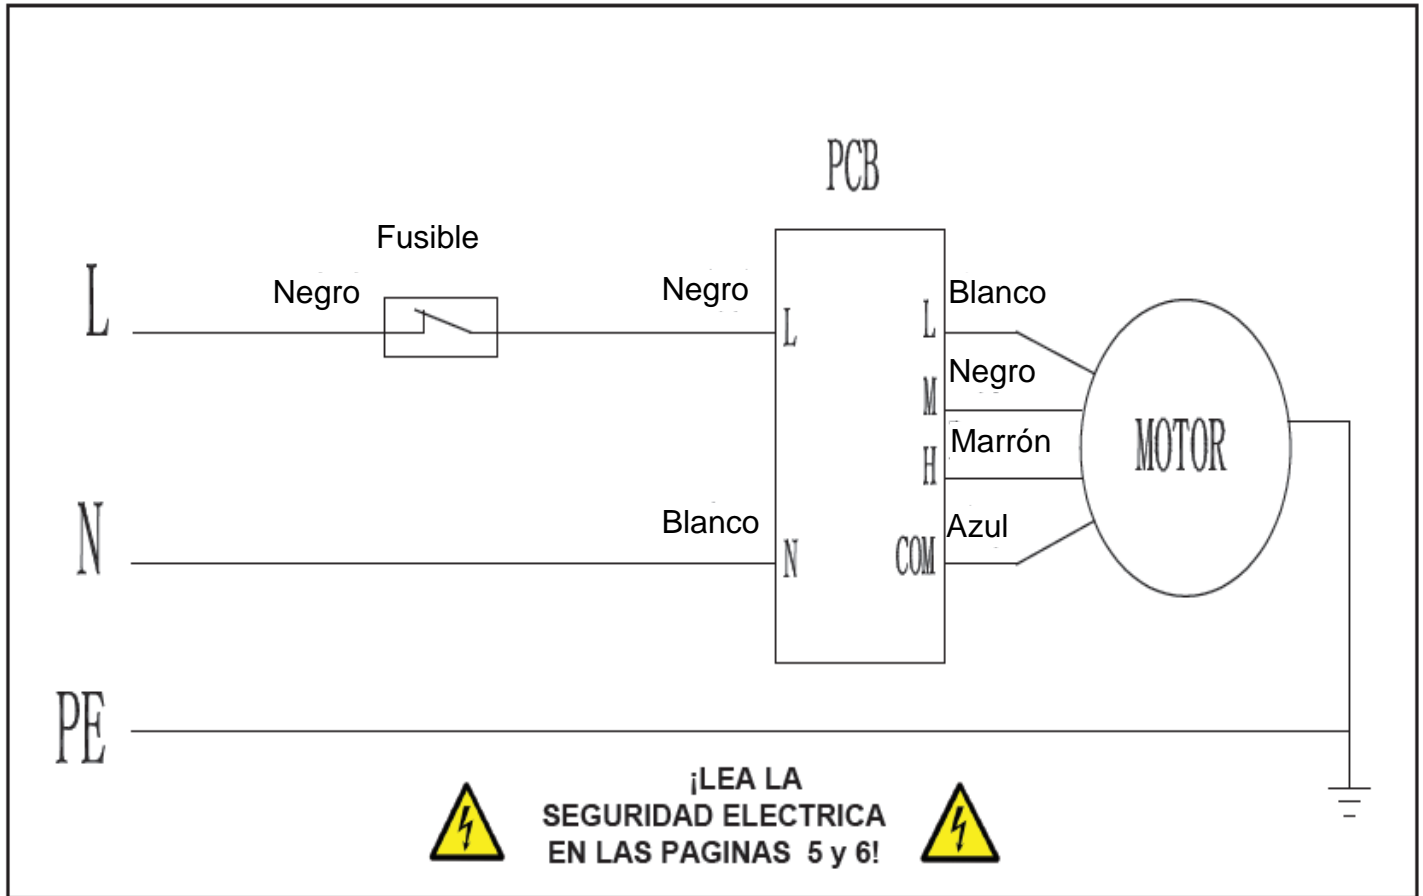 PCB
Fusible
L Negro Negro L L Blanco
M Negro
H Marrón
MOTOR
N Blanco N COM Azul
PE
¡LEA LA
SEGURIDAD ELECTRICA
EN LAS PAGINAS 5 y 6!